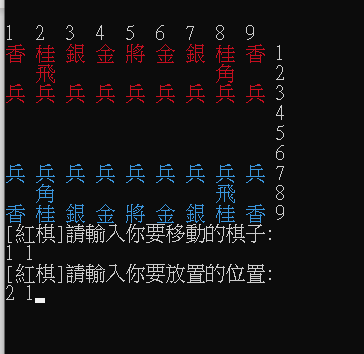 1 2 3 4 5 6 7 8 9
香 桂 銀 金 將 金 銀 桂 香 1
飛 角 2
兵 兵 兵 兵 兵 兵 兵 兵 兵 3
4
5
6
兵 兵 兵 兵 兵 兵 兵 兵 兵 7
角 飛 8
香 桂 銀 金 將 金 銀 桂 香 9
[紅棋]請輸入你要移動的棋子:
1 1
[紅棋]請輸入你要放置的位置:
2 1